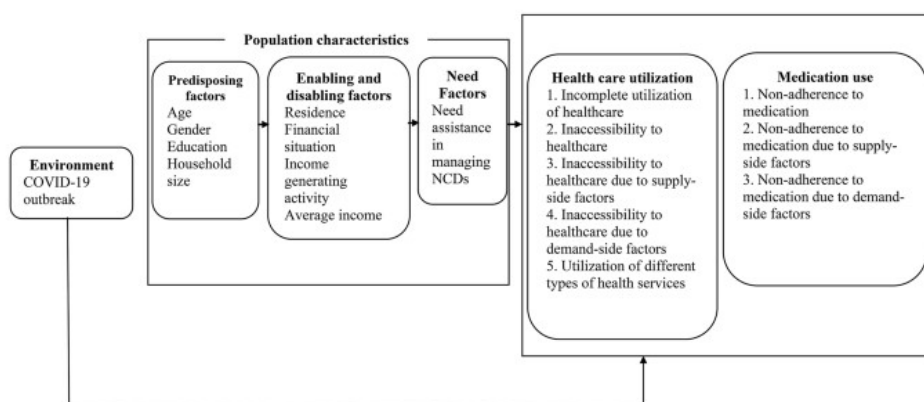 Population characteristics
Environment
COVID-19
outbreak
Predisposing
factors
Age
Gender
Education
Household
size
Enabling and
disabling factors
Residence
Financial
situation
Income
generating
activity
Average income
Need
Factors
Need
assistance
in
managing
NCDs
Health care utilization
1. Incomplete utilization
of healthcare
2. Inaccessibility to
healthcare
3. Inaccessibility to
healthcare due to supply-
side factors
4. Inaccessibility to
healthcare due to
demand-side factors
5. Utilization of different
types of health services
Medication use
1. Non-adherence to
medication
2. Non-adherence to
medication due to supply-
side factors
3. Non-adherence to
medication due to demand-
side factors